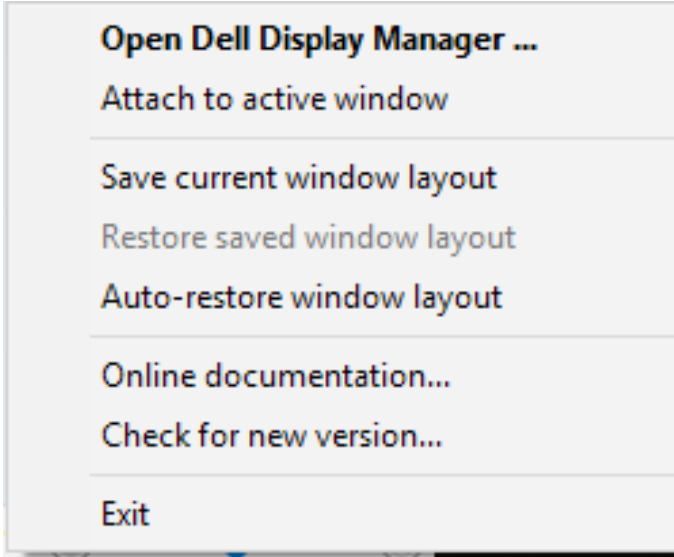 Open Dell Display Manager ...
Attach to active window
Save current window layout
Restore saved window layout
Auto-restore window layout
Online documentation...
Check for new version...
Exit